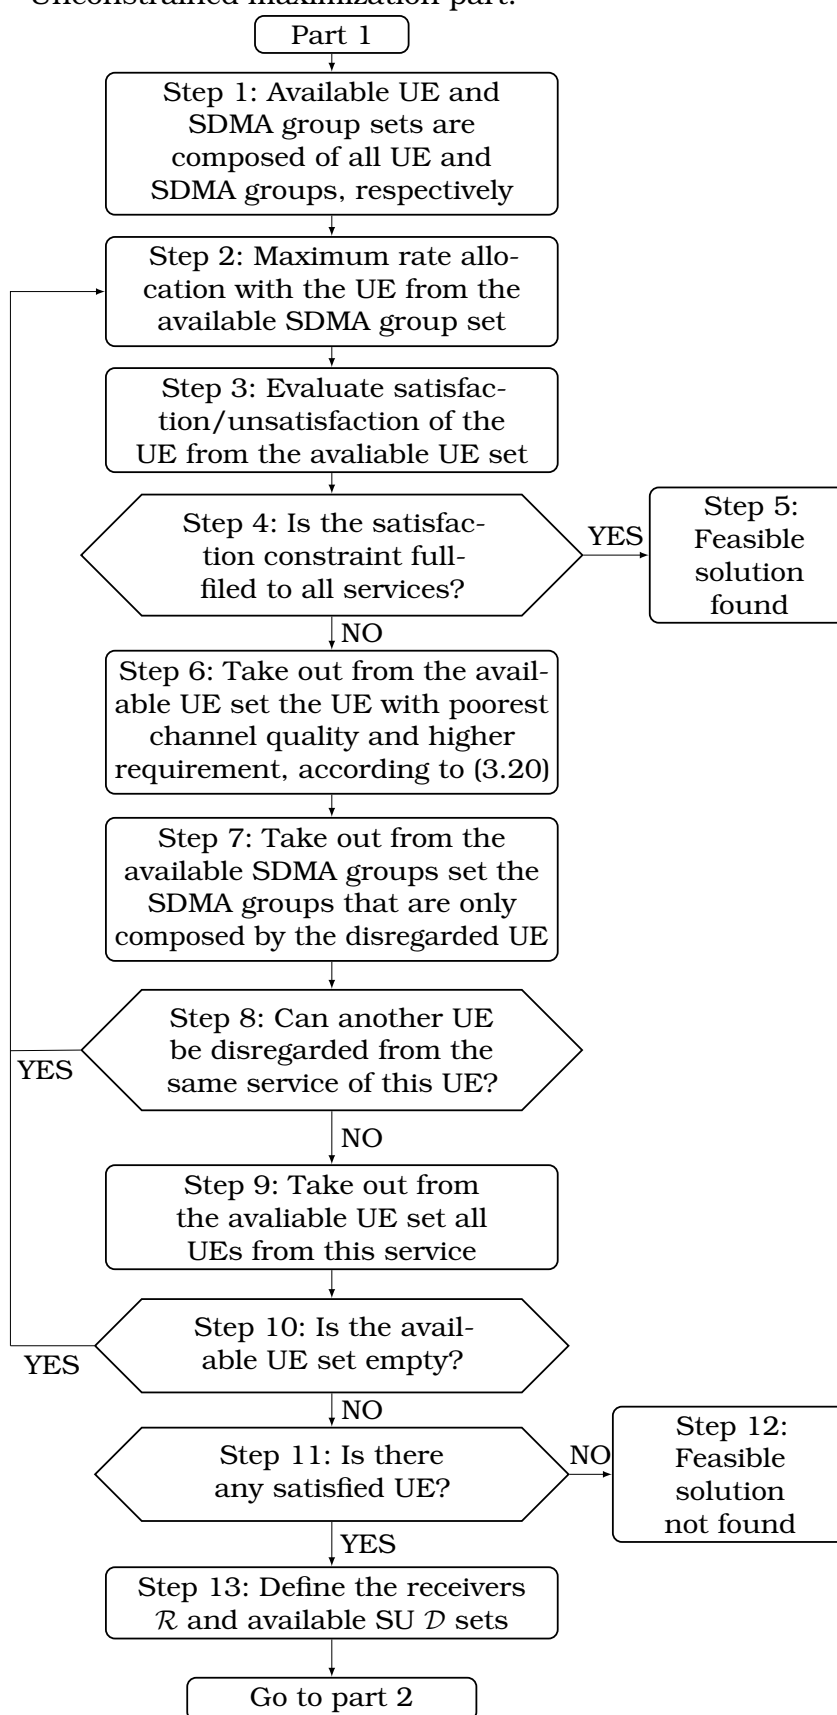 Unconstrained maximization part.
Part 1
Step 1: Available UE and
SDMA group sets are
composed of all UE and
SDMA groups, respectively
Step 2: Maximum rate allo-
cation with the UE from the
available SDMA group set
Step 3: Evaluate satisfac-
tion/unsatisfaction of the
UE from the avaliable UE set
Step 4: Is the satisfac-
tion constraint full-
filed to all services?
YES
Step 5:
Feasible
solution
found
NO
Step 6: Take out from the avail-
able UE set the UE with poorest
channel quality and higher
requirement, according to (3.20)
Step 7: Take out from the
available SDMA groups set the
SDMA groups that are only
composed by the disregarded UE
Step 8: Can another UE
be disregarded from the
same service of this UE?
YES
NO
Step 9: Take out from
the avaliable UE set all
UEs from this service
Step 10: Is the avail-
able UE set empty?
YES
NO
Step 11: Is there
any satisfied UE?
NO
Step 12:
Feasible
solution
not found
YES
Step 13: Define the receivers
ℛ and available SU 𝒟 sets
Go to part 2